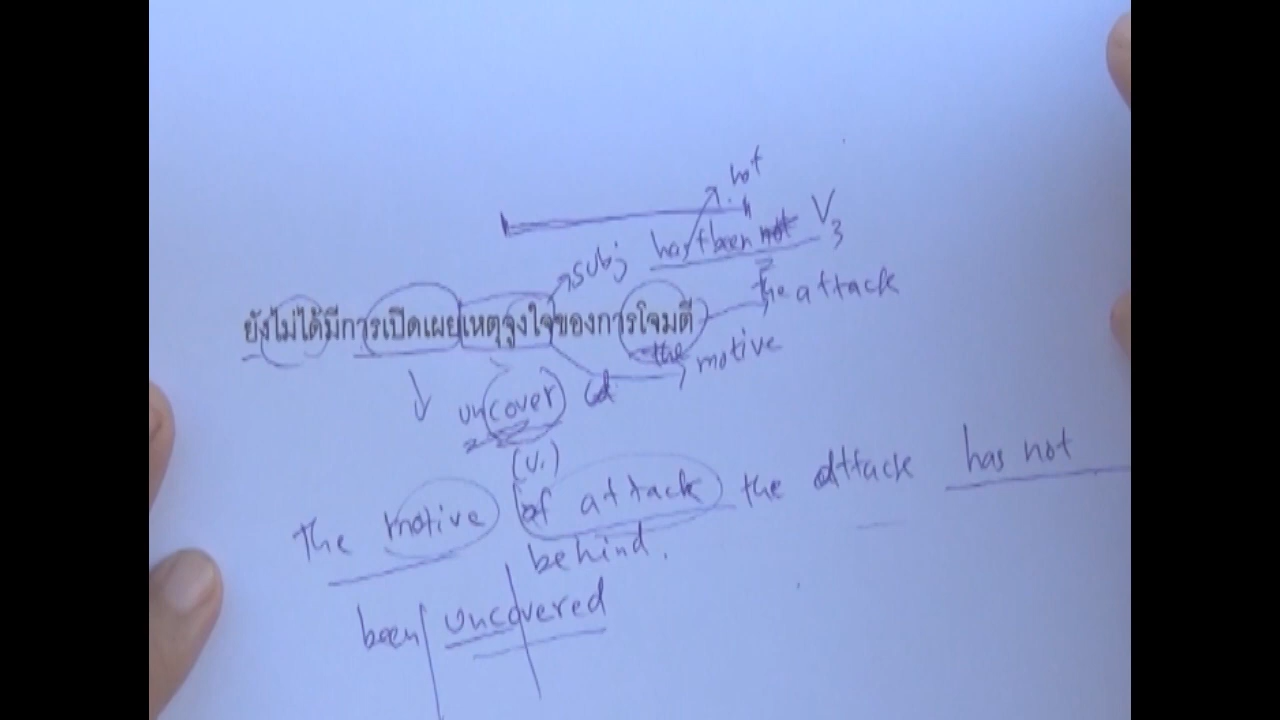 not
has been not V3
subj
the attack
ยังไม่ได้มีการเปิดเผยเหตุจูงใจของการโจมตี
the motive
uncover
(v.)
the motive of attack the attack has not
behind.
been uncovered